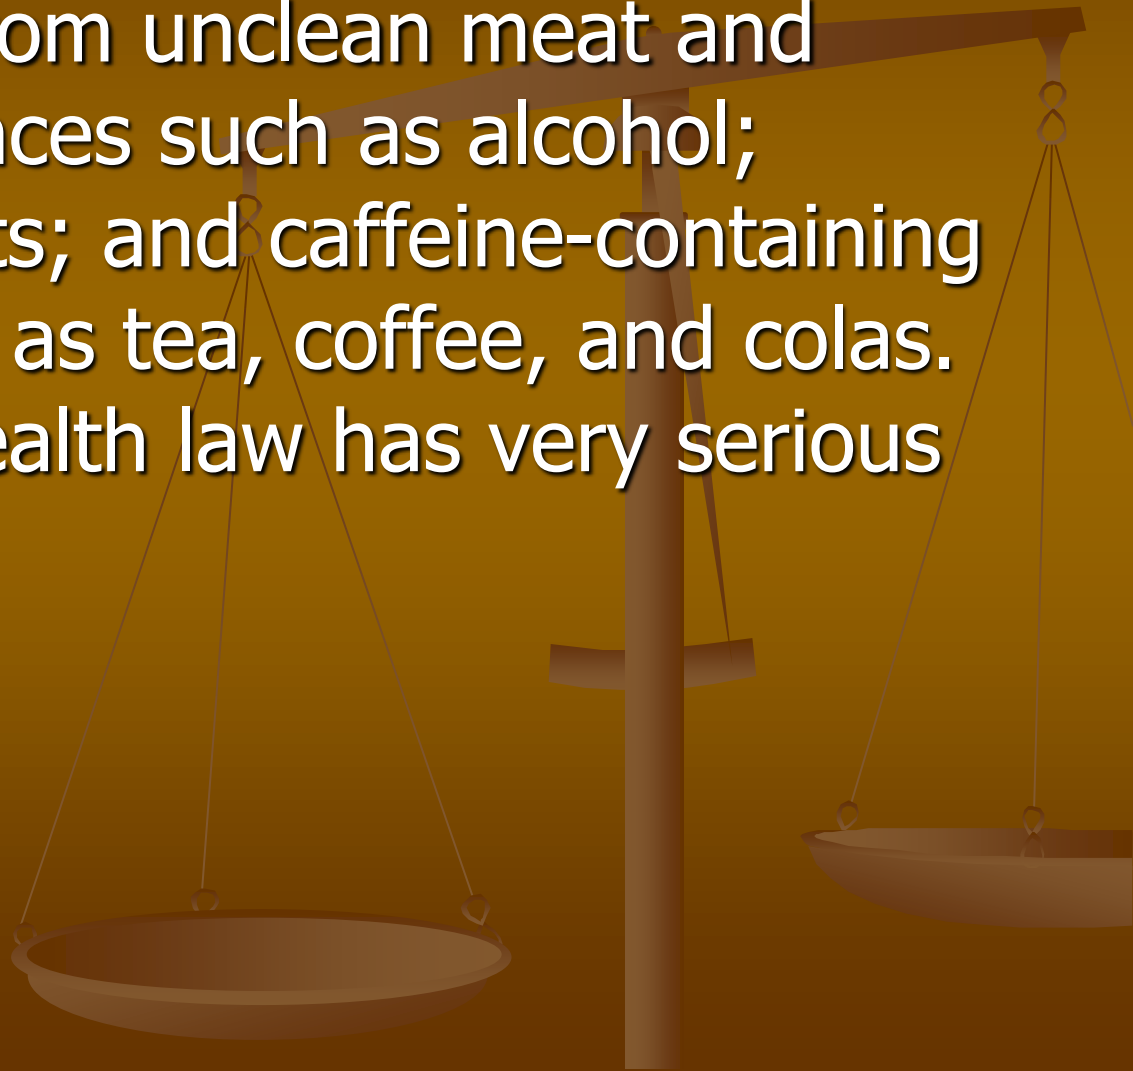 om unclean meat and
nces such as alcohol;
ts; and caffeine-containing
as tea, coffee, and colas.
ealth law has very serious